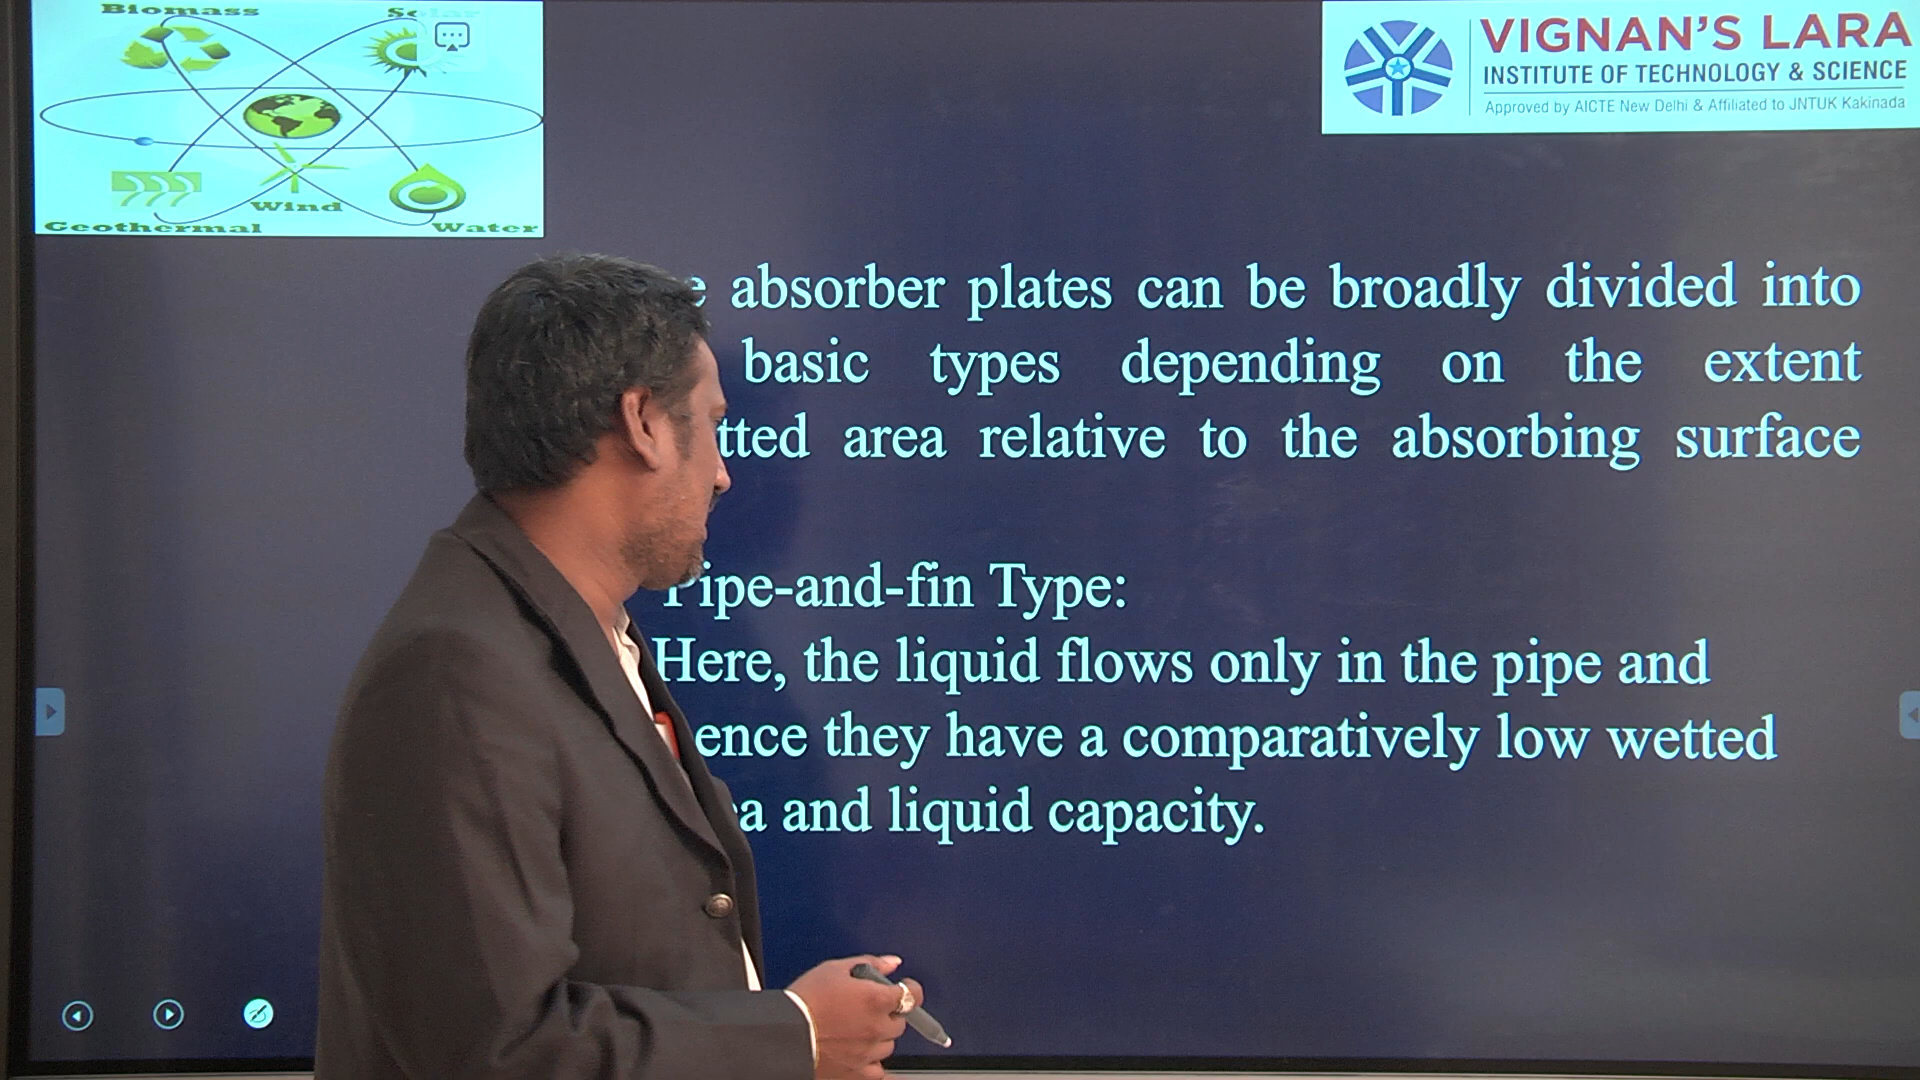 Biomass
Solar
Wind
Geothermal
Water
VIGNAN'S LARA
INSTITUTE OF TECHNOLOGY & SCIENCE
Approved by AICTE New Delhi & Affiliated to JNTUK Kakinada
absorber plates can be broadly divided into
basic types depending on the extent
area relative to the absorbing surface
Pipe-and-fin Type:
Here, the liquid flows only in the pipe and
they have a comparatively low wetted
and liquid capacity.